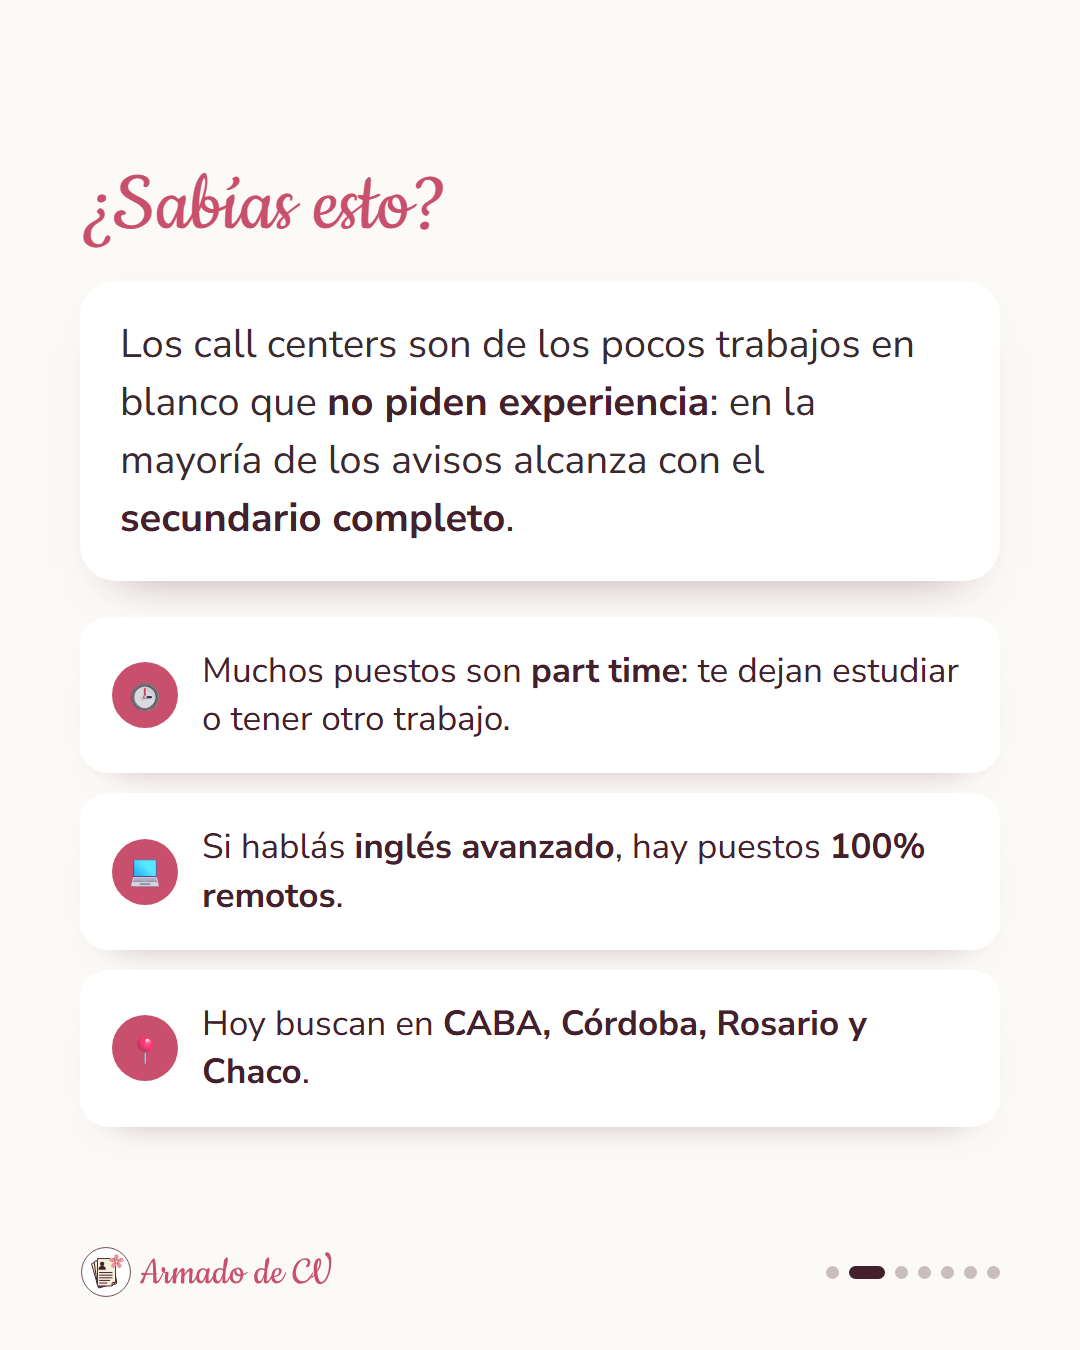 ¿Sabías esto?
Los call centers son de los pocos trabajos en
blanco que no piden experiencia: en la
mayoría de los avisos alcanza con el
secundario completo.
Muchos puestos son part time: te dejan estudiar
o tener otro trabajo.
Si hablás inglés avanzado, hay puestos 100%
remotos.
Hoy buscan en CABA, Córdoba, Rosario y
Chaco.
Armado de CV